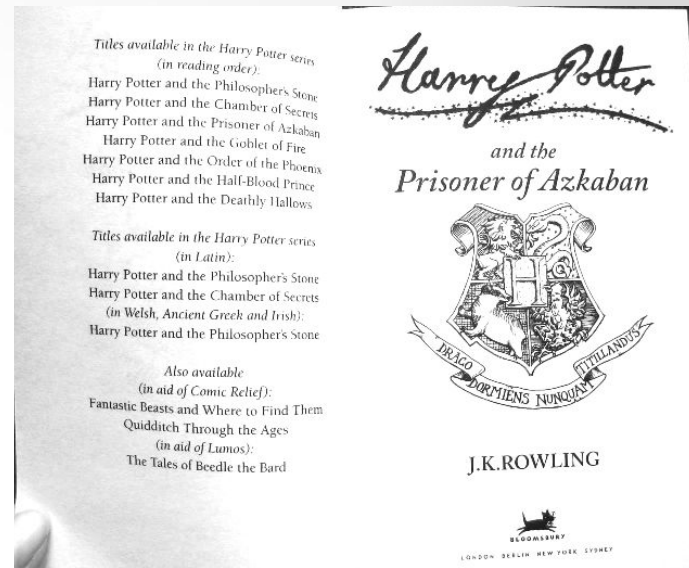 Titles available in the Harry Potter series
(in reading order):
Harry Potter and the Philosopher's Stone
Harry Potter and the Chamber of Secrets
Harry Potter and the Prisoner of Azkaban
Harry Potter and the Goblet of Fire
Harry Potter and the Order of the Phoenix
Harry Potter and the Half-Blood Prince
Harry Potter and the Deathly Hallows
Titles available in the Harry Potter series
(in Latin):
Harry Potter and the Philosopher's Stone
Harry Potter and the Chamber of Secrets
(in Welsh, Ancient Greek and Irish):
Harry Potter and the Philosopher's Stone
Also available
(in aid of Comic Relief):
Fantastic Beasts and Where to Find Them
Quidditch Through the Ages
(in aid of Lumos):
The Tales of Beedle the Bard
Harry Potter
and the
Prisoner of Azkaban
H
DRACO DORMIENS NUNQUAM TITILLANDUS
J.K.ROWLING
BLOOMSBURY
LONDON BERLIN NEW YORK SYDNEY